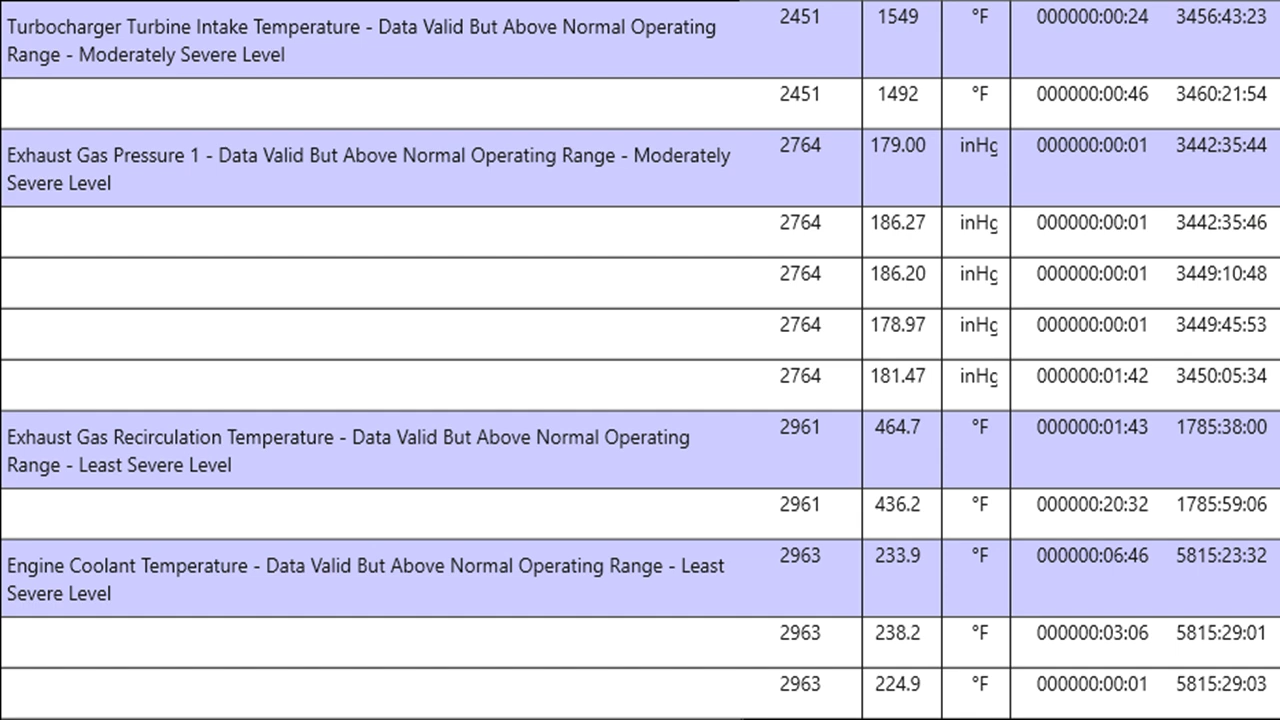 Turbocharger Turbine Intake Temperature - Data Valid But Above Normal Operating 2451 1549 °F 000000:00:24 3456:43:23
Range - Moderately Severe Level
2451 1492 °F 000000:00:46 3460:21:54
Exhaust Gas Pressure 1 - Data Valid But Above Normal Operating Range - Moderately 2764 179.00 inHg 000000:00:01 3442:35:44
Severe Level
2764 186.27 inHg 000000:00:01 3442:35:46
2764 186.20 inHg 000000:00:01 3449:10:48
2764 178.97 inHg 000000:00:01 3449:45:53
2764 181.47 inHg 000000:01:42 3450:05:34
Exhaust Gas Recirculation Temperature - Data Valid But Above Normal Operating 2961 464.7 °F 000000:01:43 1785:38:00
Range - Least Severe Level
2961 436.2 °F 000000:20:32 1785:59:06
Engine Coolant Temperature - Data Valid But Above Normal Operating Range - Least 2963 233.9 °F 000000:06:46 5815:23:32
Severe Level
2963 238.2 °F 000000:03:06 5815:29:01
2963 224.9 °F 000000:00:01 5815:29:03